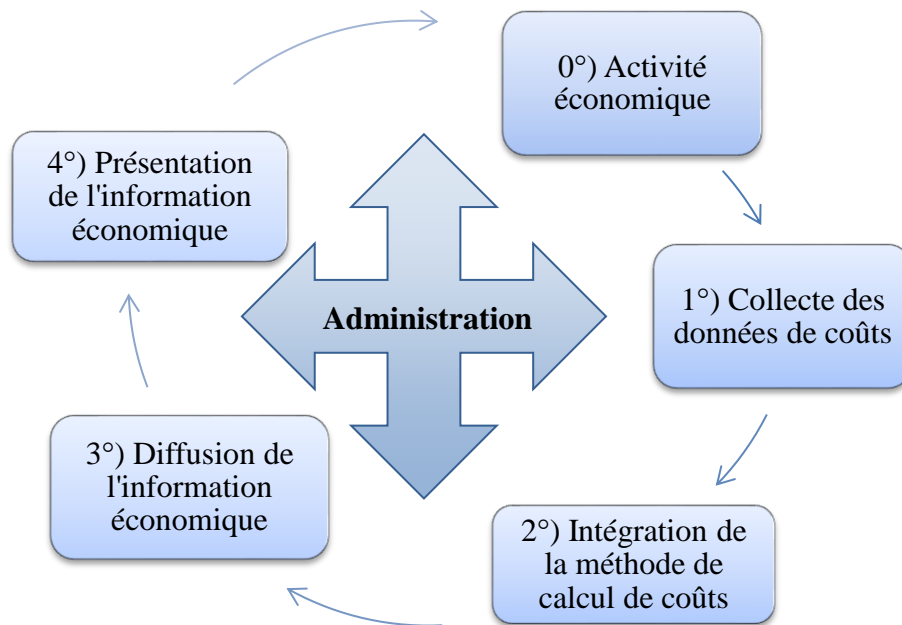 0°) Activité
économique
1°) Collecte des
données de coûts
2°) Intégration de
la méthode de
calcul de coûts
3°) Diffusion de
l'information
économique
4°) Présentation
de l'information
économique
Administration